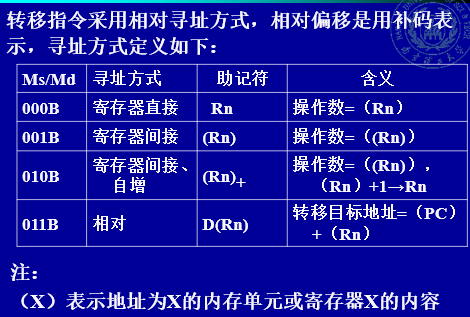 转移指令采用相对寻址方式，相对偏移是用补码表
示，寻址方式定义如下：
Ms/Md 寻址方式 助记符 含义
000B 寄存器直接 Rn 操作数=（Rn）
001B 寄存器间接 (Rn) 操作数=（(Rn)）
010B 寄存器间接、自增 (Rn)+ 操作数=（(Rn)），（Rn）+1→Rn
011B 相对 D(Rn) 转移目标地址=（PC）+（Rn）
注：
（X）表示地址为X的内存单元或寄存器X的内容